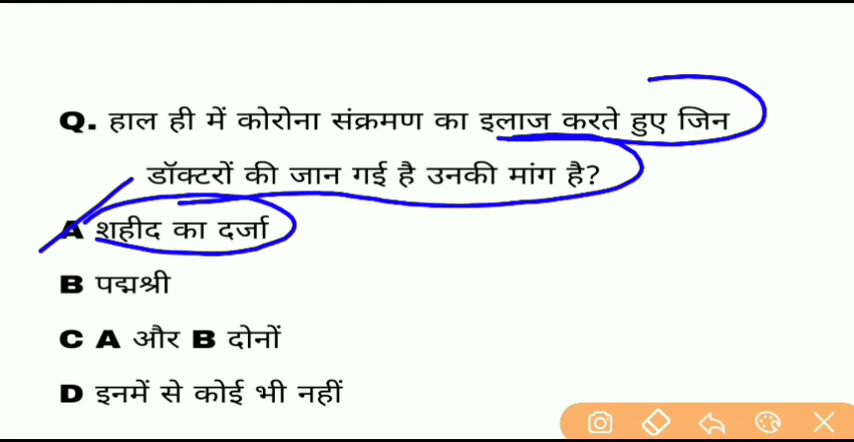 Q. हाल ही में कोरोना संक्रमण का इलाज करते हुए जिन
डॉक्टरों की जान गई है उनकी मांग है?
A शहीद का दर्जा
B पद्मश्री
C A और B दोनों
D इनमें से कोई भी नहीं